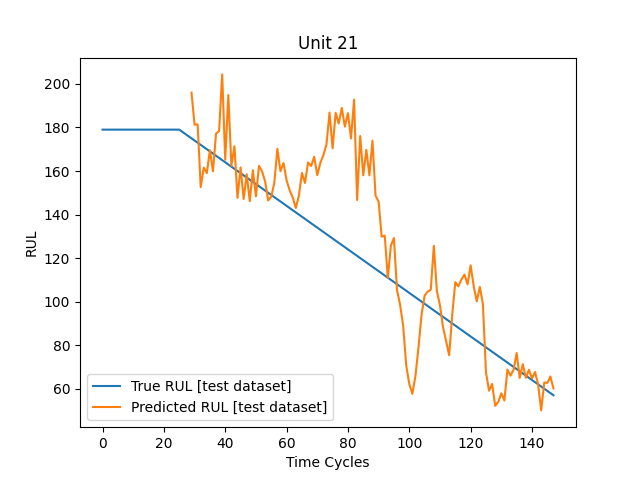 Unit 21
200
180
160
140
120
100
80
60
RUL
True RUL [test dataset]
Predicted RUL [test dataset]
0 20 40 60 80 100 120 140
Time Cycles